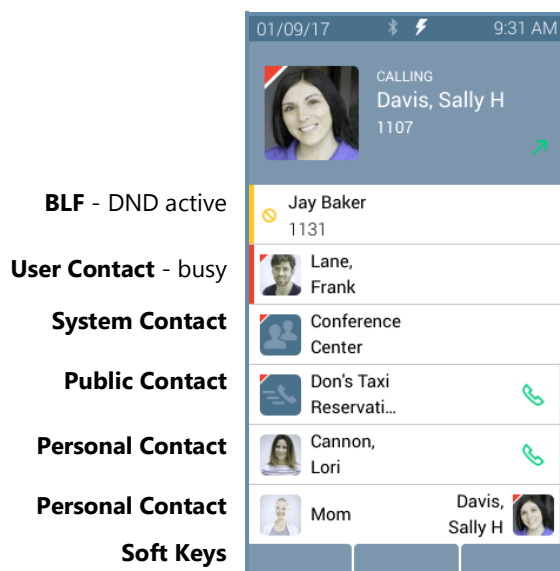 01/09/17 9:31 AM
CALLING
Davis, Sally H
1107
BLF - DND active
Jay Baker
1131
User Contact - busy
Lane,
Frank
System Contact
Conference
Center
Public Contact
Don's Taxi
Reservati...
Personal Contact
Cannon,
Lori
Personal Contact
Mom
Davis,
Sally H
Soft Keys